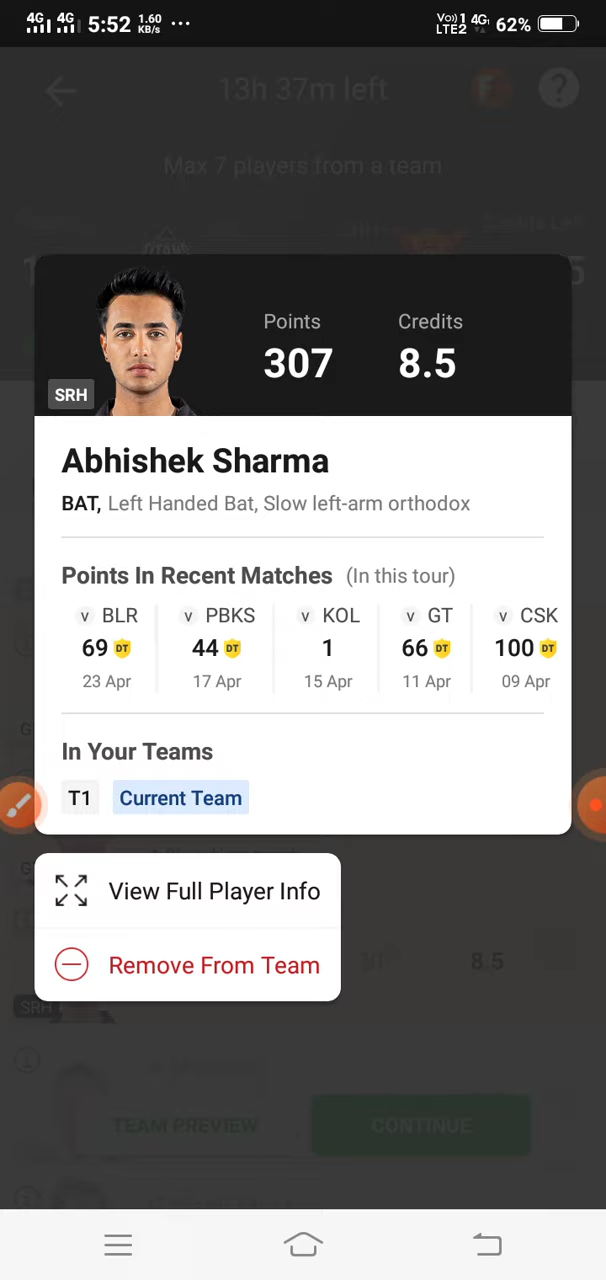 4G 4G 5:52 1.60 KB/s ... Vo) 1 4G LTE2 62%
13h 37m left
Max 7 players from a team
Points Credits
307 8.5
SRH
Abhishek Sharma
BAT, Left Handed Bat, Slow left-arm orthodox
Points In Recent Matches (In this tour)
v BLR v PBKS v KOL v GT v CSK
69 DT 44 DT 1 66 DT 100 DT
23 Apr 17 Apr 15 Apr 11 Apr 09 Apr
In Your Teams
T1 Current Team
View Full Player Info
Remove From Team
8.5
SRH
TEAM PREVIEW CONTINUE